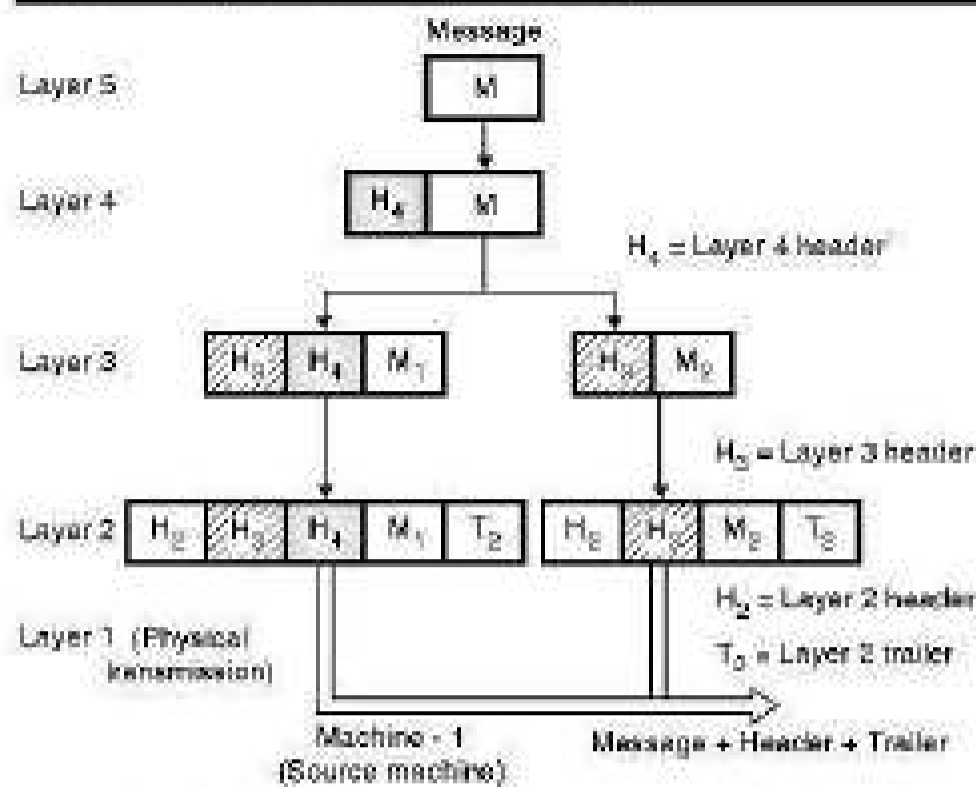 Message
Layer 5
M
Layer 4
H₄ M
H₄ = Layer 4 header
Layer 3
H₃ H₄ M₁
H₃ M₂
H₃ = Layer 3 header
Layer 2
H₂ H₃ H₄ M₁ T₂
H₂ H₃ M₂ T₂
H₂ = Layer 2 header
Layer 1 (Physical
transmission)
T₂ = Layer 2 trailer
Machine - 1
(Source machine)
Message + Header + Trailer